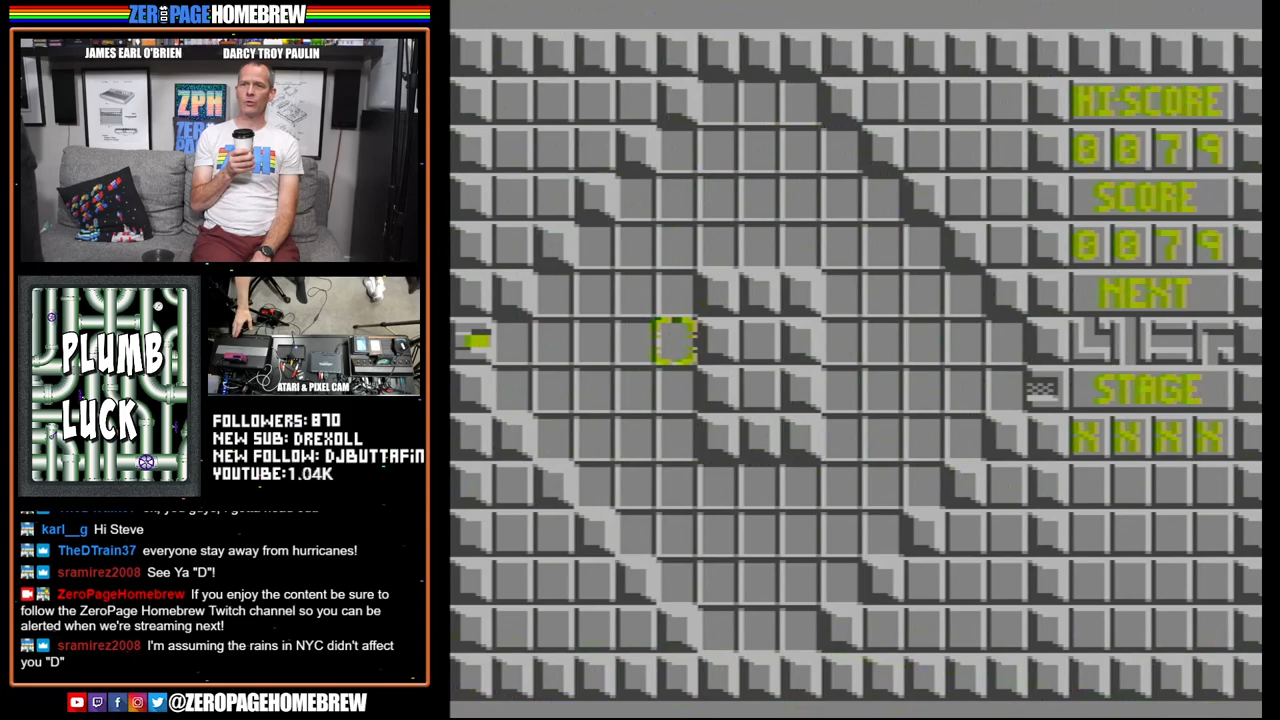 ZEROPAGE HOMEBREW
JAMES EARL O'BRIEN
DARCY TROY PAULIN
ZPH
PLUMB
LUCK
ATARI & PIXEL CAM
FOLLOWERS: 870
NEW SUB: DREXOLL
NEW FOLLOW: DJBUTTAFIN
YOUTUBE: 1.04K
karl__g Hi Steve
TheDTrain37 everyone stay away from hurricanes!
sramirez2008 See Ya "D"!
ZeroPageHomebrew If you enjoy the content be sure to
follow the ZeroPage Homebrew Twitch channel so you can be
alerted when we're streaming next!
sramirez2008 I'm assuming the rains in NYC didn't affect
you "D"
@ZEROPAGEHOMEBREW
HI-SCORE
0079
SCORE
0079
NEXT
STAGE